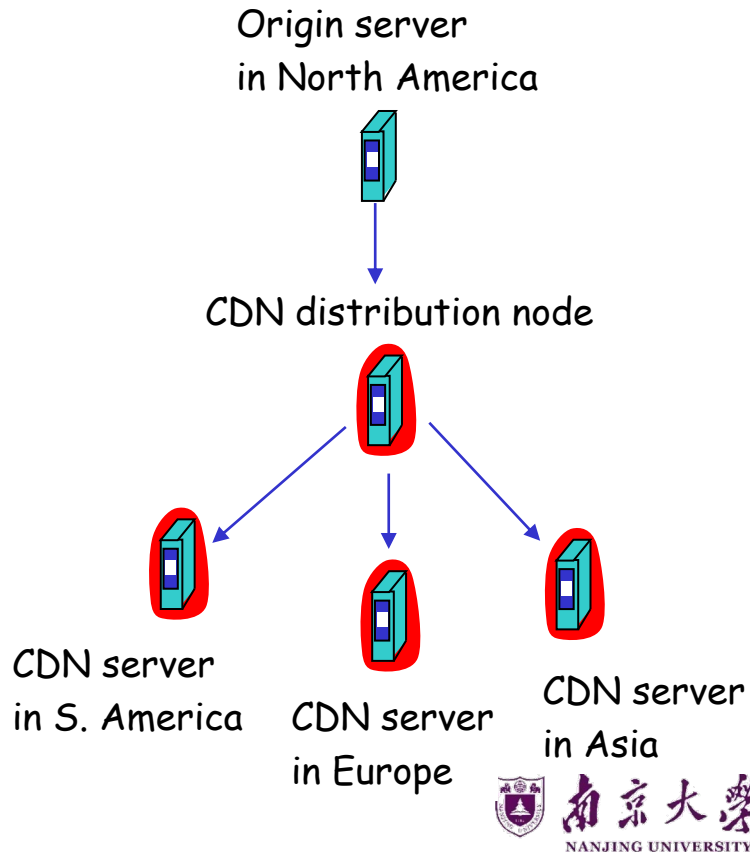 Origin server
in North America
CDN distribution node
CDN server
in S. America
CDN server
in Europe
CDN server
in Asia
南京大學
NANJING UNIVERSITY